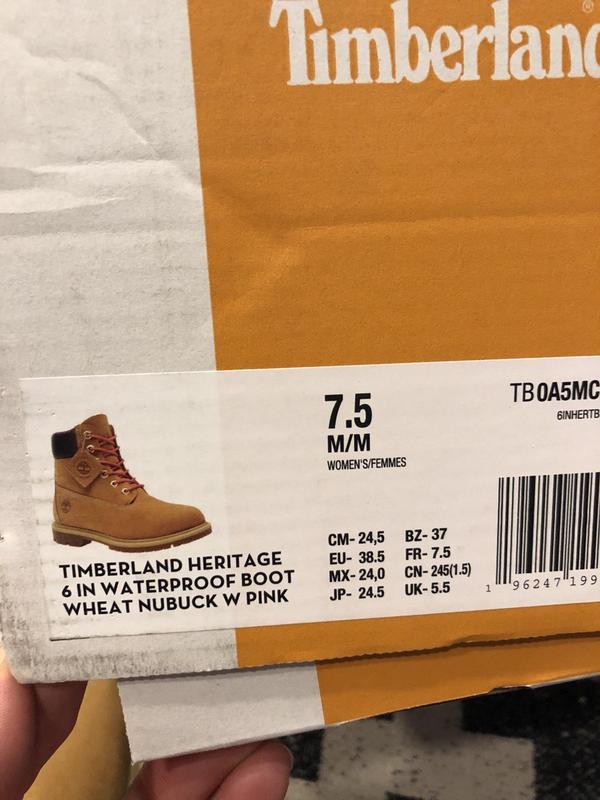 Timberland®
7.5
M/M
WOMEN'S/FEMMES
TB0A5MC
6INHERTB
TIMBERLAND HERITAGE
6 IN WATERPROOF BOOT
WHEAT NUBUCK W PINK
CM- 24,5 BZ- 37
EU- 38.5 FR- 7.5
MX- 24,0 CN- 245(1.5)
JP- 24.5 UK- 5.5
1 96247 199